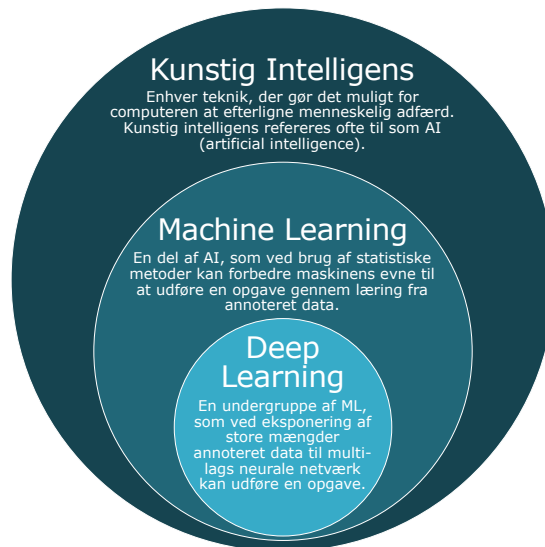 Kunstig Intelligens
Enhver teknik, der gør det muligt for
computeren at efterligne menneskelig adfærd.
Kunstig intelligens refereres ofte til som AI
(artificial intelligence).
Machine Learning
En del af AI, som ved brug af statistiske
metoder kan forbedre maskinens evne til
at udføre en opgave gennem læring fra
annoteret data.
Deep
Learning
En undergruppe af ML,
som ved eksponering af
store mængder
annoteret data til multi-
lags neurale netværk
kan udføre en opgave.